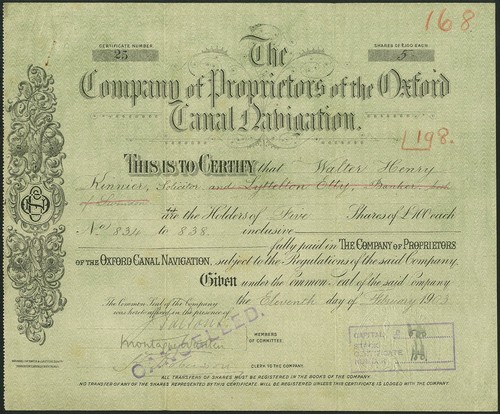 168
CERTIFICATE NUMBER
25
SHARES OF £100 EACH
5
The
Company of Proprietors of the Oxford
Canal Navigation.
198.
THIS IS TO CERTIFY that Walter Henry
Solicitor and Lyttelton Etty, Banker, both
are the Holders of Five Shares of £100 each
Nos 834 to 838 inclusive
fully paid in THE COMPANY OF PROPRIETORS
OF THE OXFORD CANAL NAVIGATION, subject to the Regulations of the said Company.
Given under the Common Seal of the said Company
the Eleventh day of February
The Common Seal of the Company
was hereto affixed in the presence of
MEMBERS
OF COMMITTEE
CANCELLED.
CLERK TO THE COMPANY.
CAPITAL
ALL TRANSFERS OF SHARES MUST BE REGISTERED IN THE BOOKS OF THE COMPANY.
NO TRANSFER OF ANY OF THE SHARES REPRESENTED BY THIS CERTIFICATE, WILL BE REGISTERED UNLESS THIS CERTIFICATE IS LODGED WITH THE COMPANY.